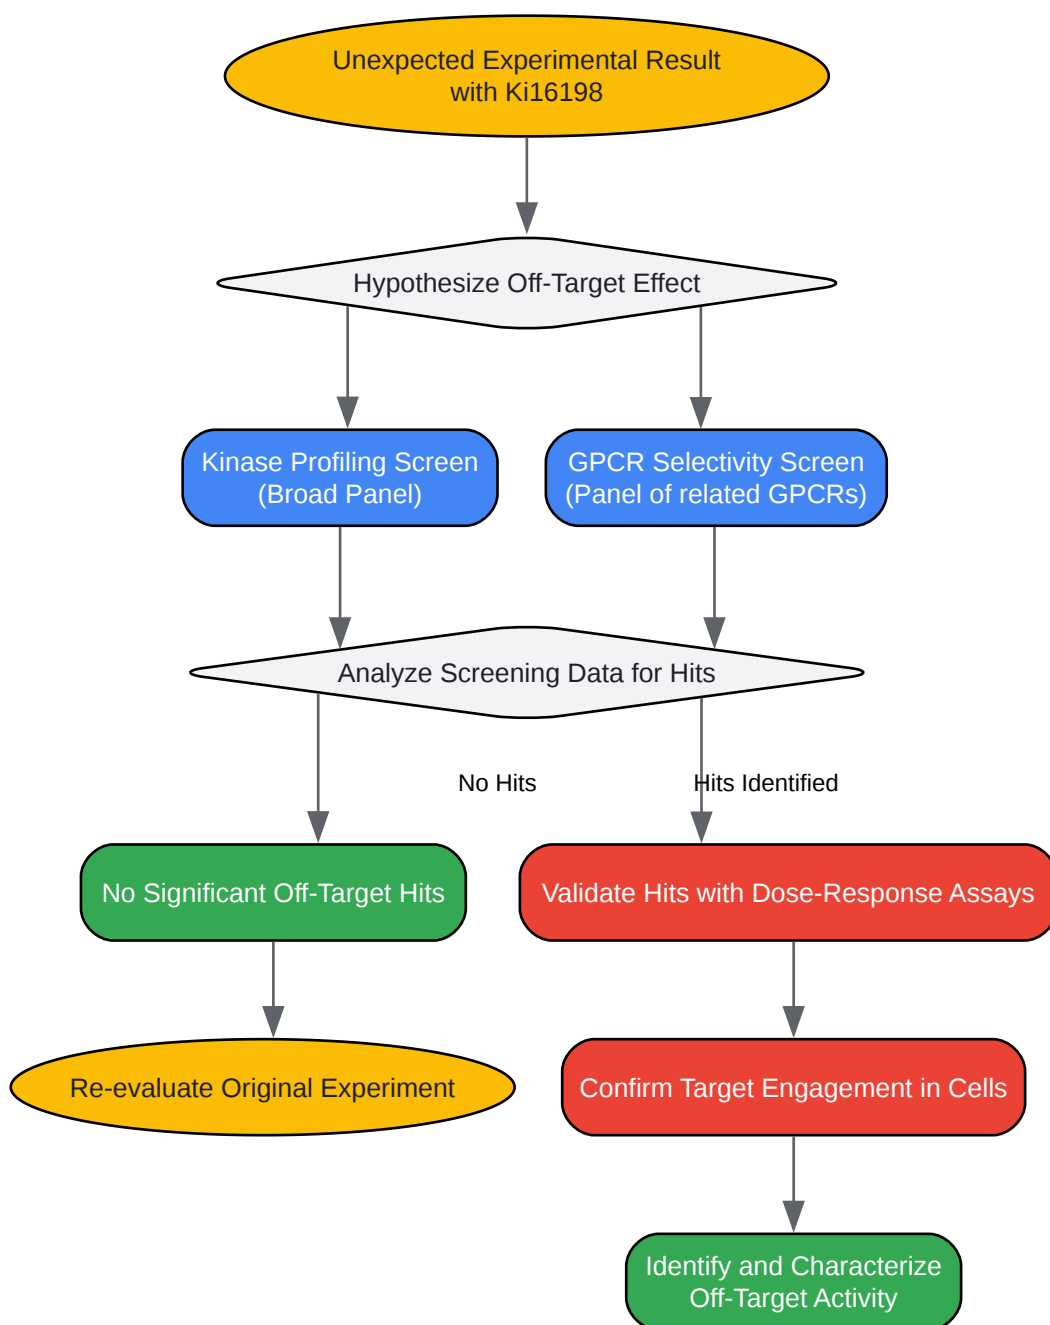 Unexpected Experimental Result
with Ki16198
Hypothesize Off-Target Effect
Kinase Profiling Screen
(Broad Panel)
GPCR Selectivity Screen
(Panel of related GPCRs)
Analyze Screening Data for Hits
No Hits
Hits Identified
No Significant Off-Target Hits
Validate Hits with Dose-Response Assays
Re-evaluate Original Experiment
Confirm Target Engagement in Cells
Identify and Characterize
Off-Target Activity